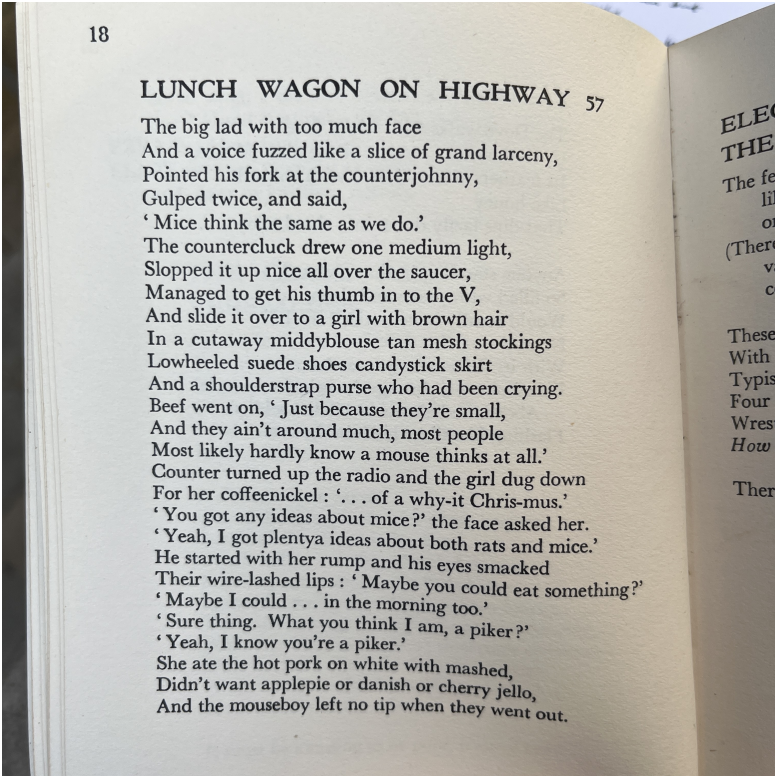 18
LUNCH WAGON ON HIGHWAY 57
The big lad with too much face
And a voice fuzzed like a slice of grand larceny,
Pointed his fork at the counterjohnny,
Gulped twice, and said,
‘ Mice think the same as we do.’
The countercluck drew one medium light,
Slopped it up nice all over the saucer,
Managed to get his thumb in to the V,
And slide it over to a girl with brown hair
In a cutaway middyblouse tan mesh stockings
Lowheeled suede shoes candystick skirt
And a shoulderstrap purse who had been crying.
Beef went on, ‘ Just because they’re small,
And they ain’t around much, most people
Most likely hardly know a mouse thinks at all.’
Counter turned up the radio and the girl dug down
For her coffeenickel : ‘. . . of a why-it Chris-mus.’
‘ You got any ideas about mice?’ the face asked her.
‘ Yeah, I got plentya ideas about both rats and mice.’
He started with her rump and his eyes smacked
Their wire-lashed lips : ‘ Maybe you could eat something?’
‘ Maybe I could . . . in the morning too.’
‘ Sure thing. What you think I am, a piker?’
‘ Yeah, I know you’re a piker.’
She ate the hot pork on white with mashed,
Didn’t want applepie or danish or cherry jello,
And the mouseboy left no tip when they went out.
THE
The
(There
These
With
Four
How